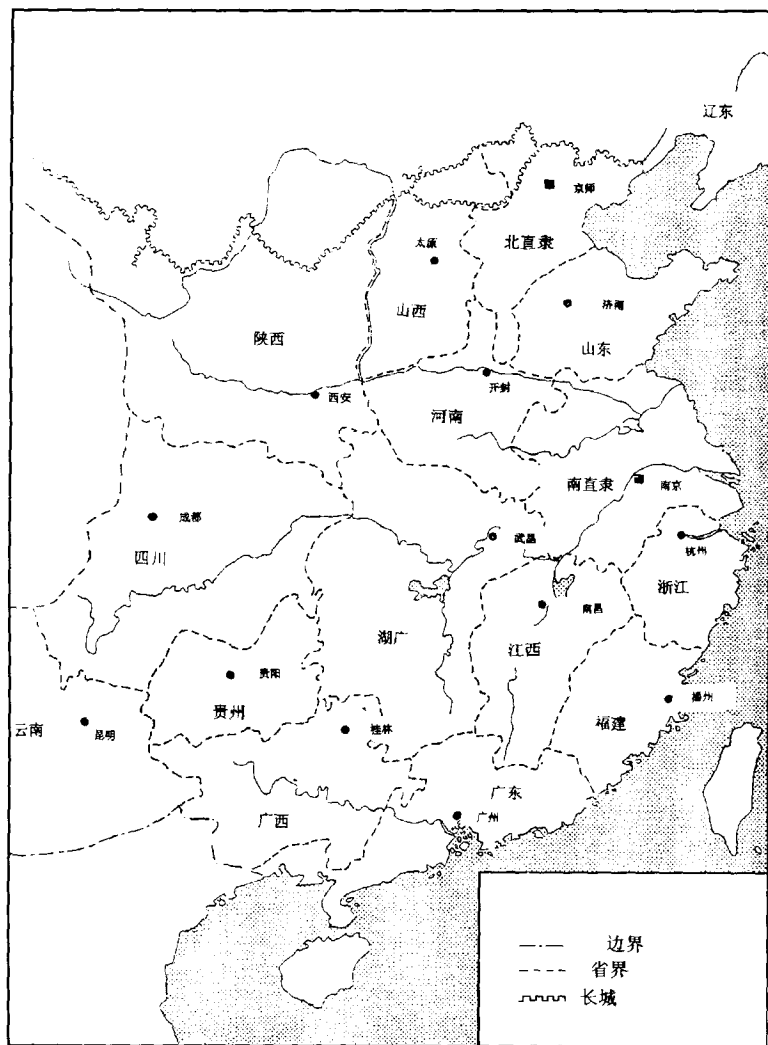 辽东
京师
太原
北直隶
济南
山西
陕西
山东
开封
西安
河南
南直隶
南京
成都
武昌
杭州
四川
浙江
南昌
湖广
江西
贵阳
福州
贵州
福建
云南
昆明
桂林
广东
广州
广西
边界
省界
长城